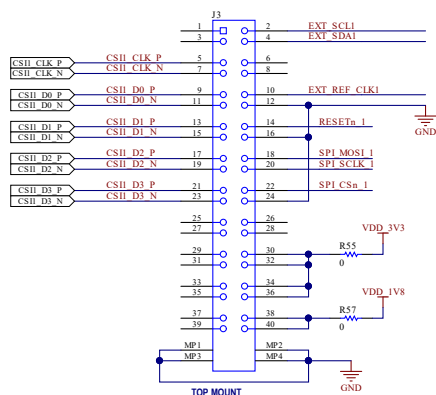 J3
1 2 EXT_SCL1
3 4 EXT_SDA1
CSI1_CLK_P CSI1_CLK_P 5 6
CSI1_CLK_N CSI1_CLK_N 7 8
CSI1_D0_P CSI1_D0_P 9 10 EXT_REF_CLK1
CSI1_D0_N CSI1_D0_N 11 12
GND
CSI1_D1_P CSI1_D1_P 13 14 RESETn_1
CSI1_D1_N CSI1_D1_N 15 16
CSI1_D2_P CSI1_D2_P 17 18 SPI_MOSI_1
CSI1_D2_N CSI1_D2_N 19 20 SPI_SCLK_1
CSI1_D3_P CSI1_D3_P 21 22 SPI_CSn_1
CSI1_D3_N CSI1_D3_N 23 24
25 26
27 28
VDD_3V3
29 30 R55
31 32 0
33 34
35 36 VDD_1V8
37 38 R57
39 40 0
MP1 MP2
MP3 MP4
GND
TOP MOUNT